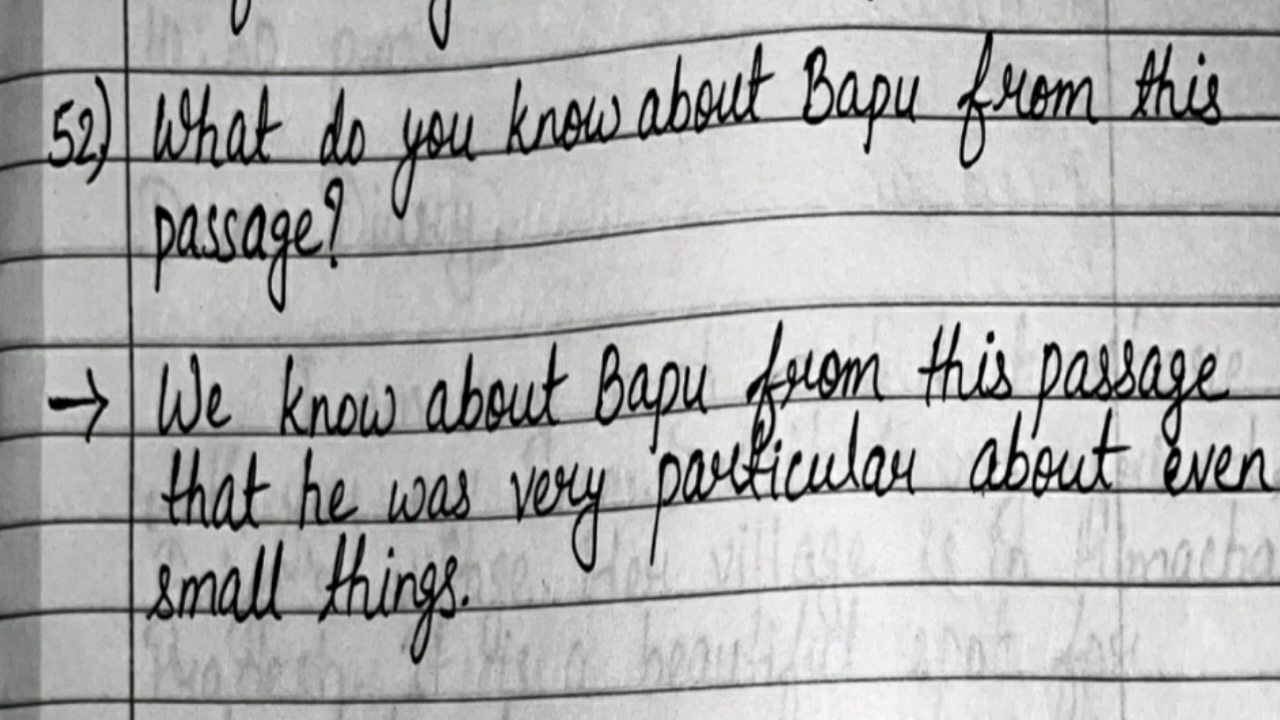 52) What do you know about Bapu from this
passage?
→ We know about Bapu from this passage
that he was very particular about even
small things.